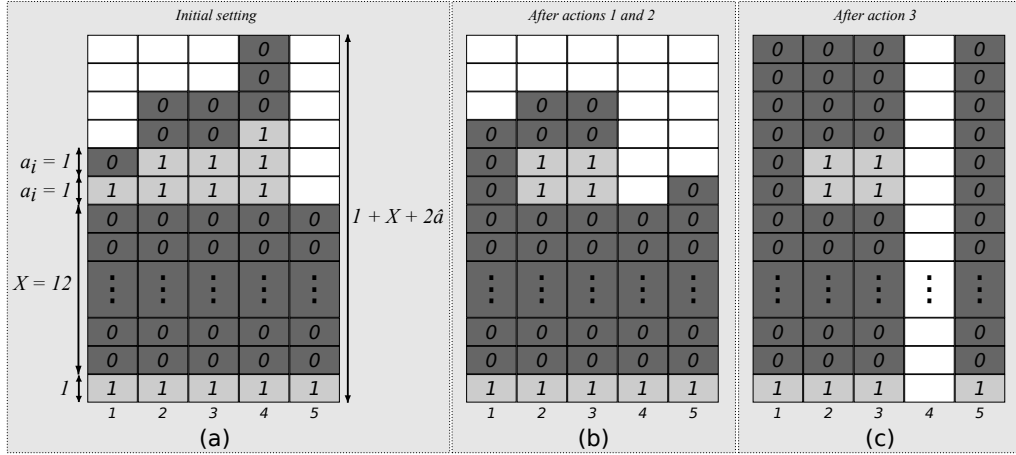 Initial setting
0
0
0 0 0
0 0 1
aᵢ = 1 0 1 1 1
aᵢ = 1 1 1 1 1
0 0 0 0 0
0 0 0 0 0
X = 12 ⋮ ⋮ ⋮ ⋮ ⋮
0 0 0 0 0
0 0 0 0 0
1 1 1 1 1 1
1 2 3 4 5
1 + X + 2â
(a)
After actions 1 and 2
0 0
0 0 0
0 1 1
0 1 1 0
0 0 0 0 0
0 0 0 0 0
⋮ ⋮ ⋮ ⋮ ⋮
0 0 0 0 0
0 0 0 0 0
1 1 1 1 1
1 2 3 4 5
(b)
After action 3
0 0 0 0
0 0 0 0
0 0 0 0
0 0 0 0
0 1 1 0
0 1 1 0
0 0 0 0
0 0 0 0
⋮ ⋮ ⋮ ⋮ ⋮
0 0 0 0
0 0 0 0
1 1 1 1
1 2 3 4 5
(c)